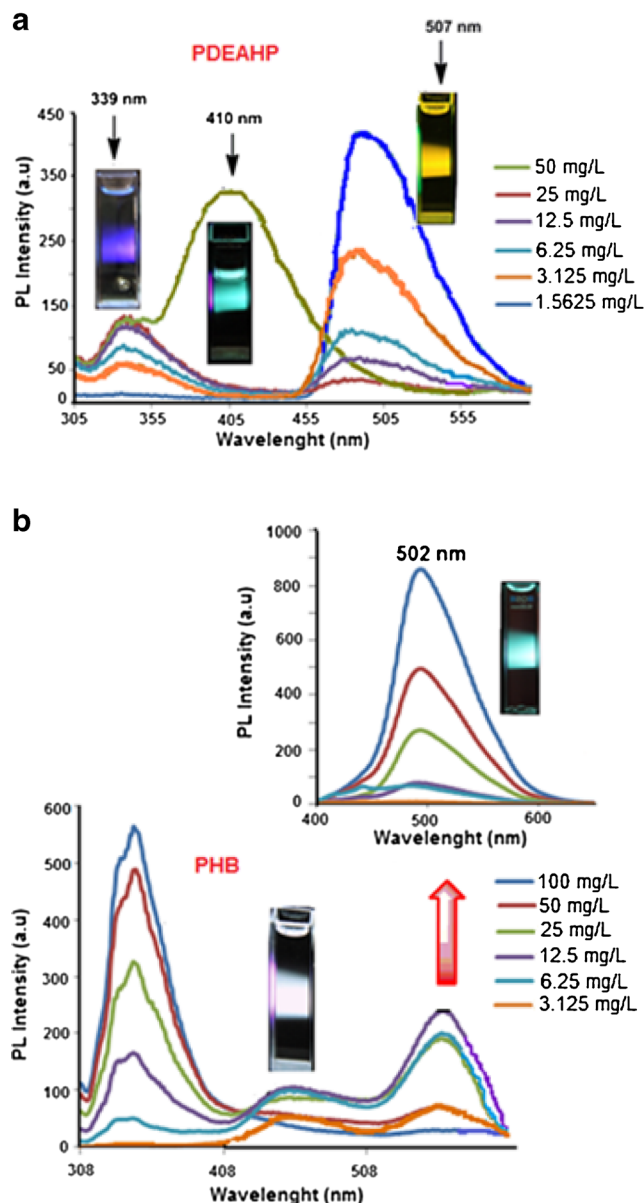 a
PDEAHP
507 nm
339 nm
410 nm
450
350
250
150
50
0
PL Intensity (a.u)
305 355 405 455 505 555
Wavelenght (nm)
50 mg/L
25 mg/L
12.5 mg/L
6.25 mg/L
3.125 mg/L
1.5625 mg/L
b
502 nm
1000
800
600
400
200
0
PL Intensity (a.u)
400 500 600
Wavelenght (nm)
PHB
600
500
400
300
200
100
0
PL Intensity (a.u)
308 408 508
Wavelenght (nm)
100 mg/L
50 mg/L
25 mg/L
12.5 mg/L
6.25 mg/L
3.125 mg/L